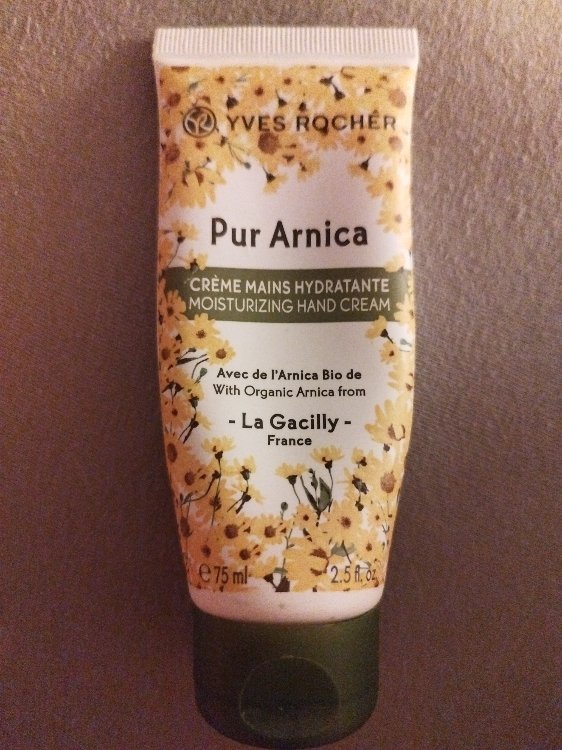 YVES ROCHER
Pur Arnica
CRÈME MAINS HYDRATANTE
MOISTURIZING HAND CREAM
Avec de l'Arnica Bio de
With Organic Arnica from
- La Gacilly -
France
℮ 75 ml 2.5 fl. oz